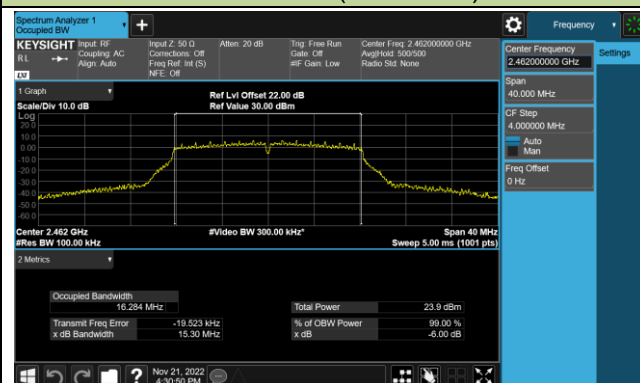 Spectrum Analyzer 1
Occupied BW
Frequency
KEYSIGHT
RL
Input: RF
Coupling: AC
Align: Auto
Input Z: 50 Ω
Corrections: Off
Freq Ref: Int (S)
NFE: Off
Atten: 20 dB
Trig: Free Run
Gate: Off
#IF Gain: Low
Center Freq: 2.462000000 GHz
Avg|Hold: 500/500
Radio Std: None
LXI
Center Frequency
2.462000000 GHz
Settings
Span
40.000 MHz
CF Step
4.000000 MHz
Auto
Man
Freq Offset
0 Hz
1 Graph
Scale/Div 10.0 dB
Ref Lvl Offset 22.00 dB
Ref Value 30.00 dBm
Log
20.0
10.0
0.00
-10.0
-20.0
-30.0
-40.0
-50.0
-60.0
Center 2.462 GHz
#Res BW 100.00 kHz
#Video BW 300.00 kHz*
Span 40 MHz
Sweep 5.00 ms (1001 pts)
2 Metrics
Occupied Bandwidth
16.284 MHz
Total Power 23.9 dBm
Transmit Freq Error -19.523 kHz
% of OBW Power 99.00 %
x dB Bandwidth 15.30 MHz
x dB -6.00 dB
Nov 21, 2022
4:30:50 PM